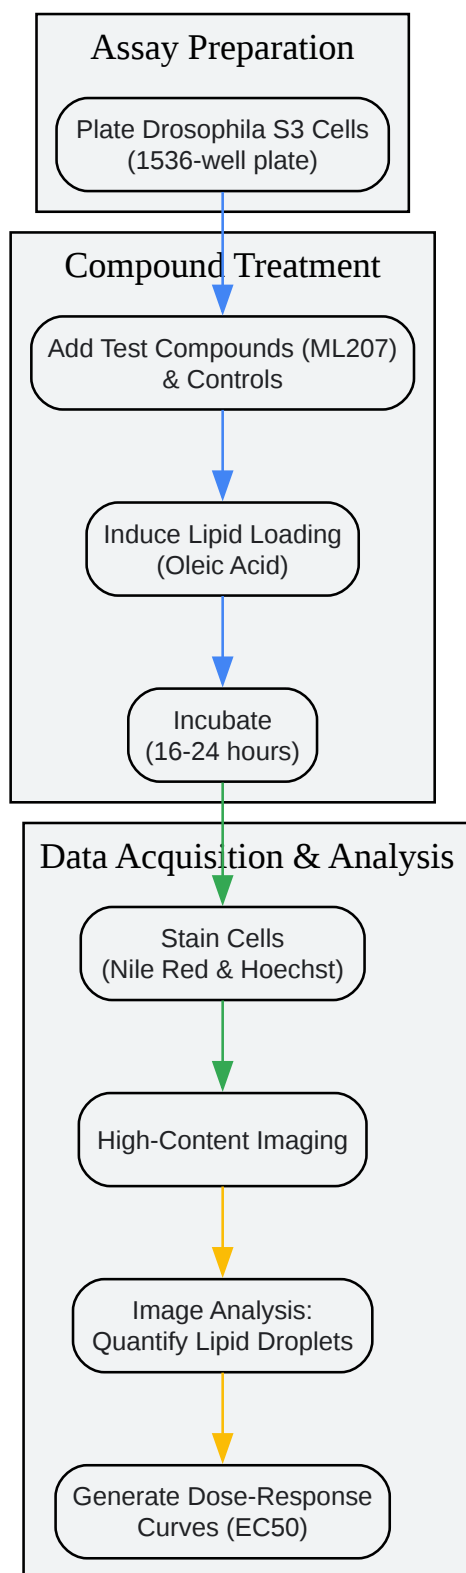 Assay Preparation
Plate Drosophila S3 Cells
(1536-well plate)
Compound Treatment
Add Test Compounds (ML207)
& Controls
Induce Lipid Loading
(Oleic Acid)
Incubate
(16-24 hours)
Data Acquisition & Analysis
Stain Cells
(Nile Red & Hoechst)
High-Content Imaging
Image Analysis:
Quantify Lipid Droplets
Generate Dose-Response
Curves (EC50)